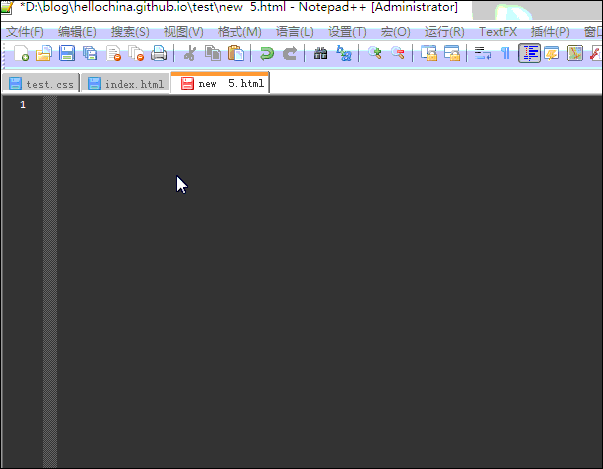 *D:\blog\hellochina.github.io\test\new 5.html - Notepad++ [Administrator]
文件(F) 编辑(E) 搜索(S) 视图(V) 格式(M) 语言(L) 设置(T) 宏(O) 运行(R) TextFX 插件(P) 窗口
test.css index.html new 5.html
1